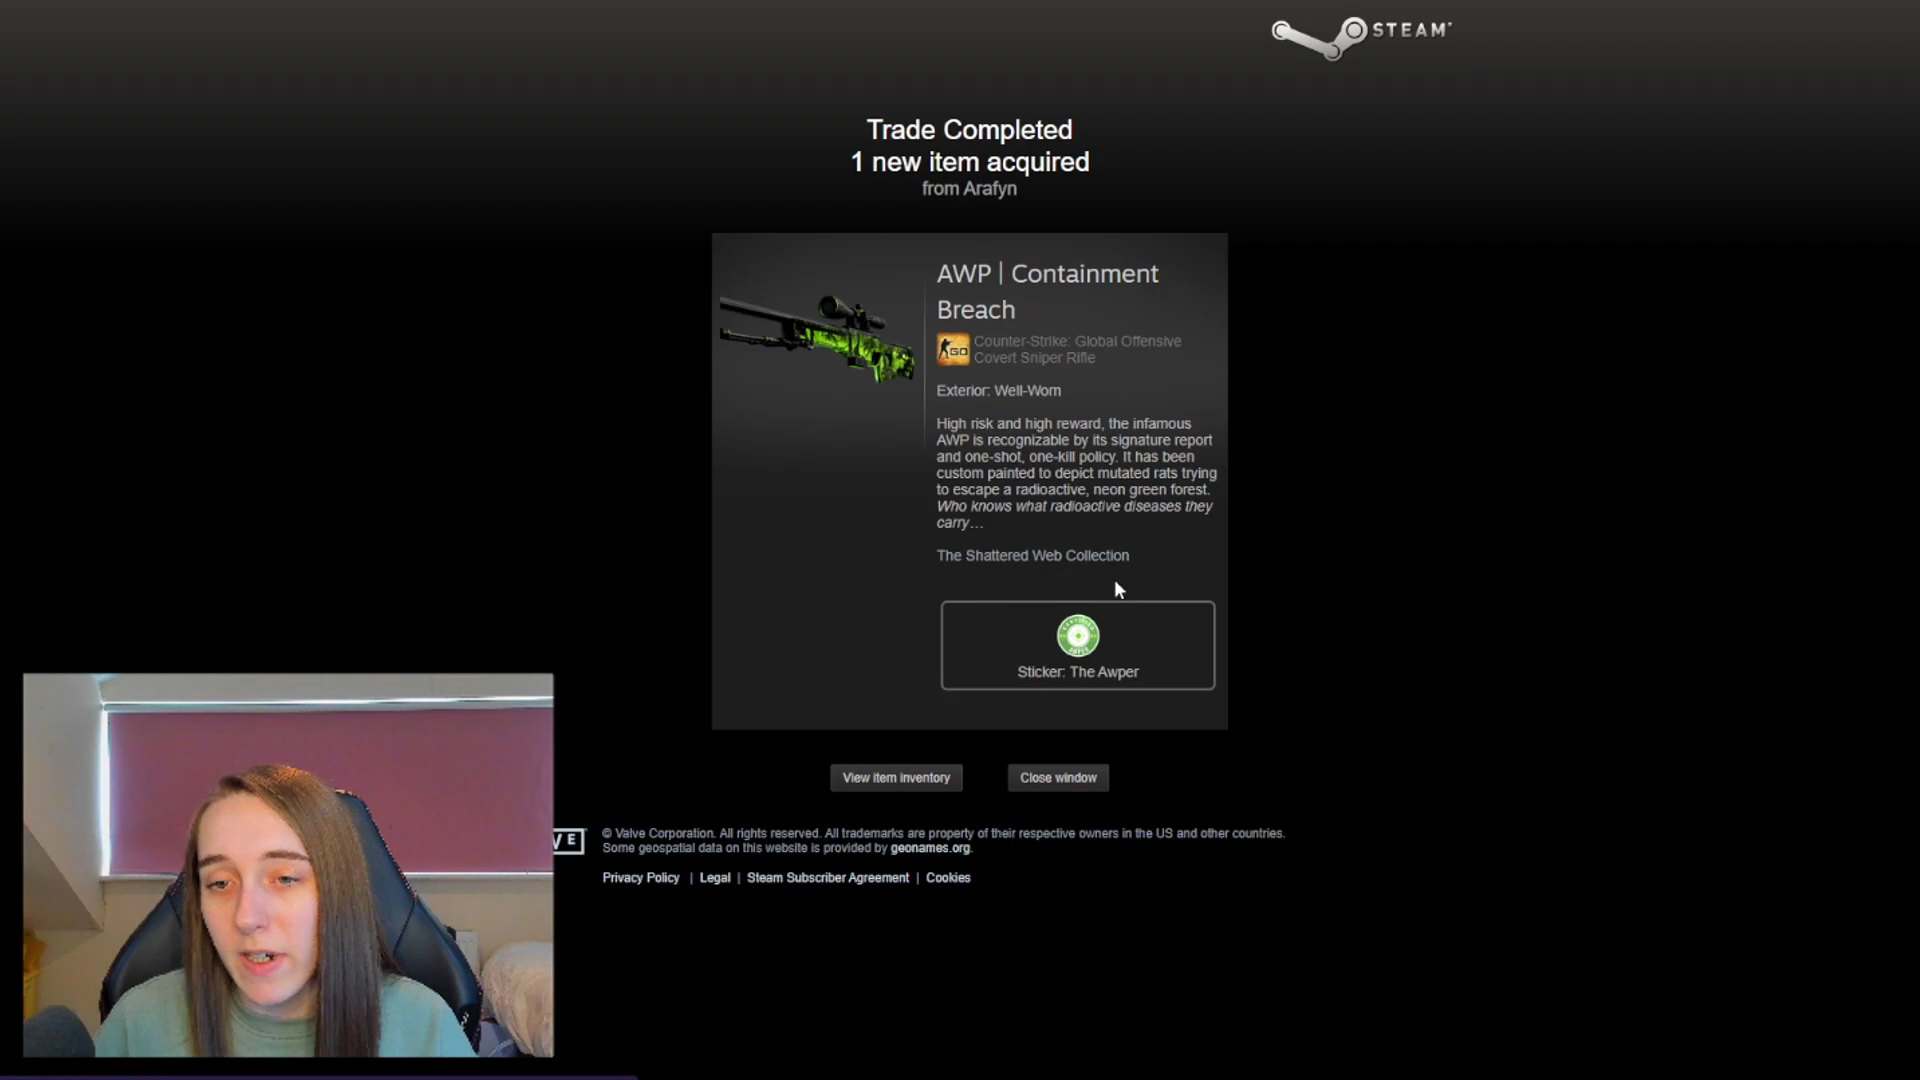 STEAM
Trade Completed
1 new item acquired
from Arafyn
AWP | Containment
Breach
GO
Counter-Strike: Global Offensive
Covert Sniper Rifle
Exterior: Well-Worn
High risk and high reward, the infamous
AWP is recognizable by its signature report
and one-shot, one-kill policy. It has been
custom painted to depict mutated rats trying
to escape a radioactive, neon green forest.
Who knows what radioactive diseases they
carry…
The Shattered Web Collection
Sticker: The Awper
View item inventory
Close window
VE
© Valve Corporation. All rights reserved. All trademarks are property of their respective owners in the US and other countries.
Some geospatial data on this website is provided by geonames.org.
Privacy Policy | Legal | Steam Subscriber Agreement | Cookies